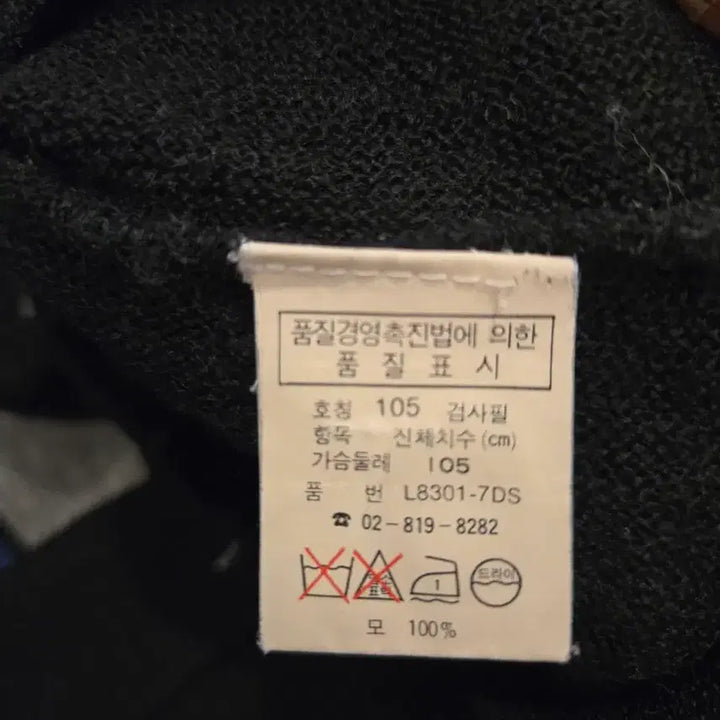 품질경영촉진법에 의한
품 질 표 시
호칭 105 검사필
항목 신체치수(cm)
가슴둘레 105
품 번 L8301-7DS
☎ 02-819-8282
1 드라이
모 100%